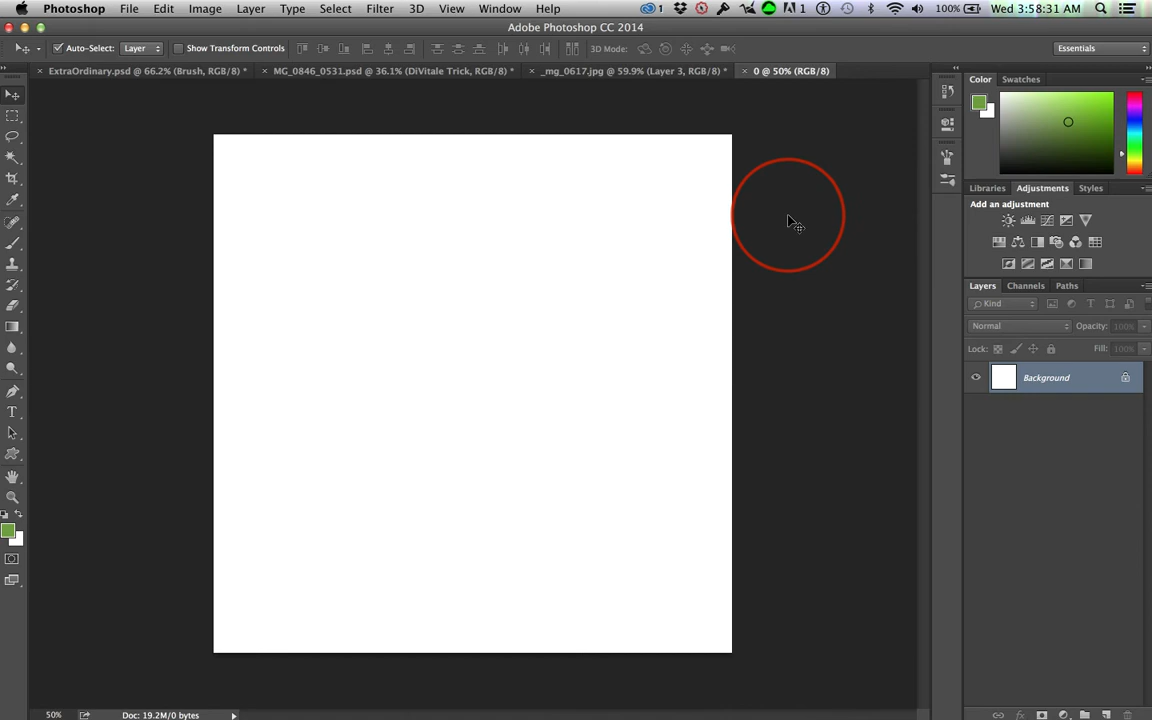 Photoshop File Edit Image Layer Type Select Filter 3D View Window Help 1 1 100% Wed 3:58:31 AM
Adobe Photoshop CC 2014
Auto-Select: Layer Show Transform Controls 3D Mode: Essentials
× ExtraOrdinary.psd @ 66.2% (Brush, RGB/8) * × MG_0846_0531.psd @ 36.1% (DiVitale Trick, RGB/8) * × _mg_0617.jpg @ 59.9% (Layer 3, RGB/8) * × 0 @ 50% (RGB/8)
Color Swatches
Libraries Adjustments Styles
Add an adjustment
Layers Channels Paths
Kind
Normal Opacity: 100%
Lock: Fill: 100%
Background
50% Doc: 19.2M/0 bytes